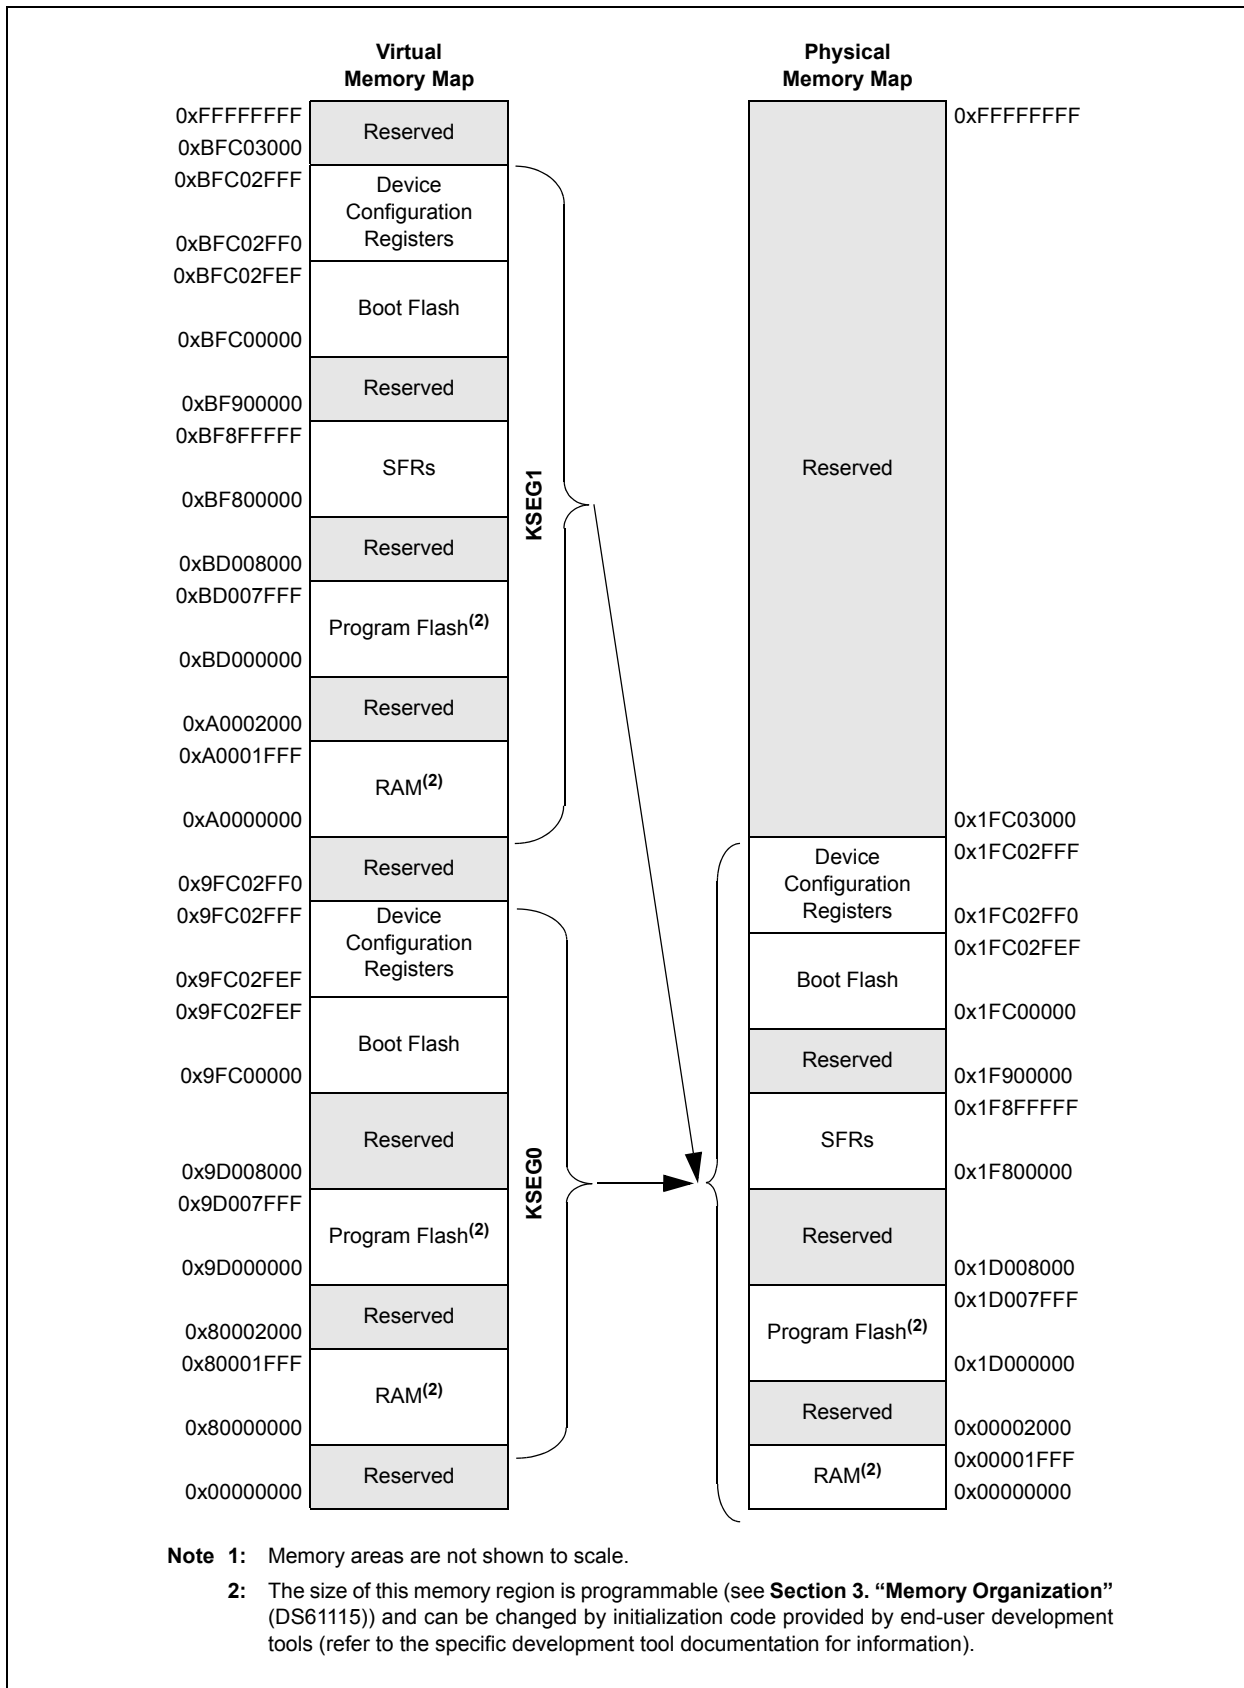 Virtual
Memory Map
0xFFFFFFFF
Reserved
0xBFC03000
0xBFC02FFF
Device
Configuration
Registers
0xBFC02FF0
0xBFC02FEF
Boot Flash
0xBFC00000
Reserved
0xBF900000
0xBF8FFFFF
SFRs
0xBF800000
Reserved
0xBD008000
0xBD007FFF
Program Flash(2)
0xBD000000
Reserved
0xA0002000
0xA0001FFF
RAM(2)
0xA0000000
KSEG1
Reserved
0x9FC02FF0
0x9FC02FFF
Device
Configuration
Registers
0x9FC02FEF
0x9FC02FEF
Boot Flash
0x9FC00000
Reserved
0x9D008000
0x9D007FFF
Program Flash(2)
0x9D000000
Reserved
0x80002000
0x80001FFF
RAM(2)
0x80000000
KSEG0
Reserved
0x00000000
Physical
Memory Map
0xFFFFFFFF
Reserved
0x1FC03000
0x1FC02FFF
Device
Configuration
Registers
0x1FC02FF0
0x1FC02FEF
Boot Flash
0x1FC00000
Reserved
0x1F900000
0x1F8FFFFF
SFRs
0x1F800000
Reserved
0x1D008000
0x1D007FFF
Program Flash(2)
0x1D000000
Reserved
0x00002000
0x00001FFF
RAM(2)
0x00000000
Note 1: Memory areas are not shown to scale.
2: The size of this memory region is programmable (see Section 3. “Memory Organization”
(DS61115)) and can be changed by initialization code provided by end-user development
tools (refer to the specific development tool documentation for information).